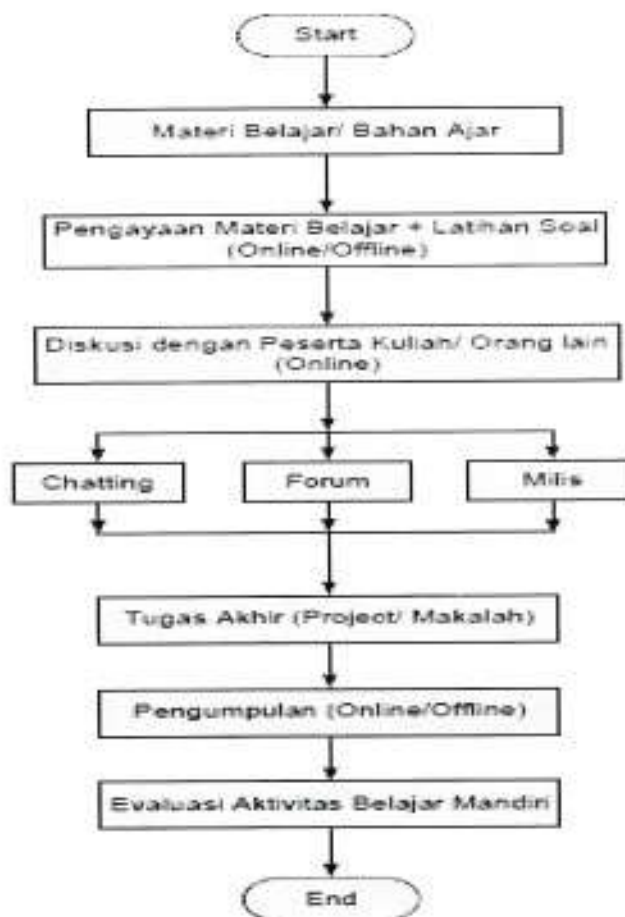 Start
Materi Belajar/ Bahan Ajar
Pengayaan Materi Belajar + Latihan Soal
(Online/Offline)
Diskusi dengan Peserta Kuliah/ Orang lain
(Online)
Chatting
Forum
Milis
Tugas Akhir (Project/ Makalah)
Pengumpulan (Online/Offline)
Evaluasi Aktivitas Belajar Mandiri
End